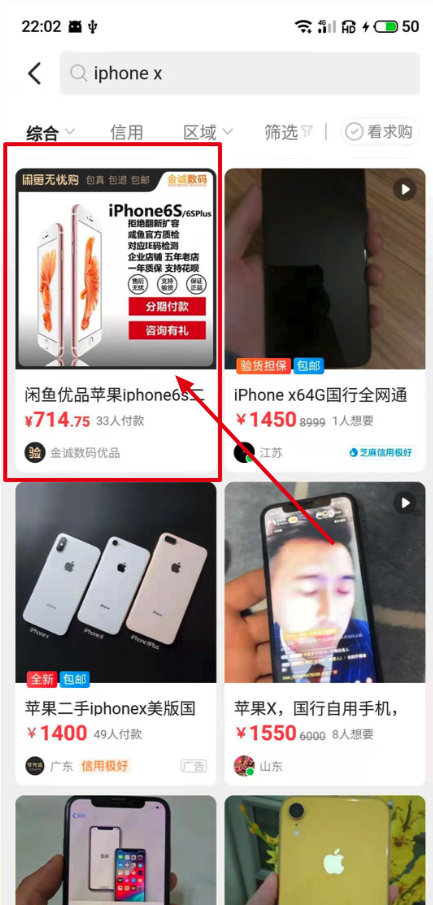 22:02
4G
HD
50
iphone x
综合
信用
区域
筛选
看求购
闲鱼无忧购 包真 包退 包邮
金诚数码
iPhone6S/6SPlus
拒绝翻新扩容
咸鱼官方质检
对应IE码检测
企业店铺 五年老店
一年质保 支持花呗
售后无忧
支持验货
保证正品
分期付款
咨询有礼
闲鱼优品苹果iphone6s二
¥714.75 33人付款
验 金诚数码优品
验货担保 包邮
iPhone x64G国行全网通
¥1450 8999 1人想要
江苏 芝麻信用极好
iPhone X
iPhone 8
iPhone 8Plus
全新 包邮
苹果二手iphonex美版国
¥1400 49人付款
广东 信用极好 广告
苹果X，国行自用手机，
¥1550 6000 8人想要
山东